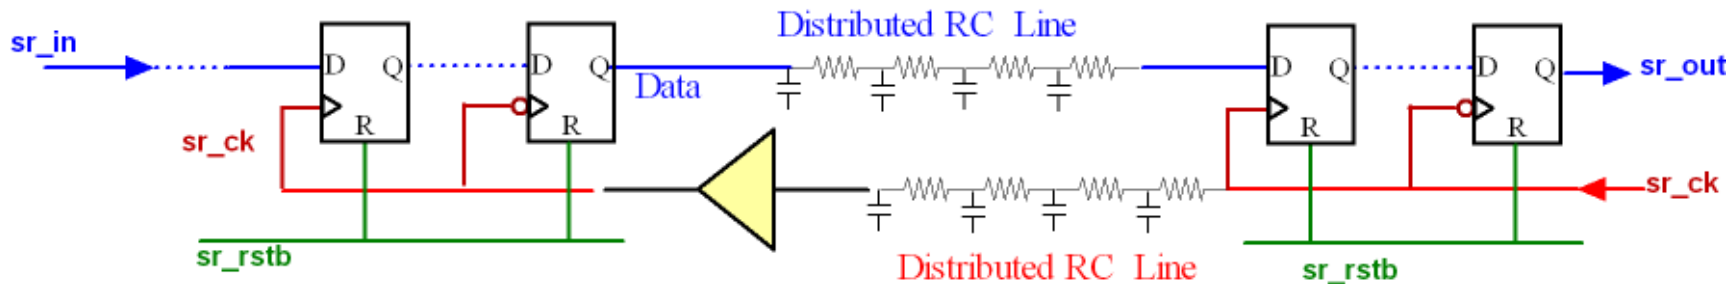 Distributed RC Line
sr_in
D Q
D Q
Data
D Q
D Q
sr_out
sr_ck
R
R
R
R
sr_ck
sr_rstb
Distributed RC Line
sr_rstb